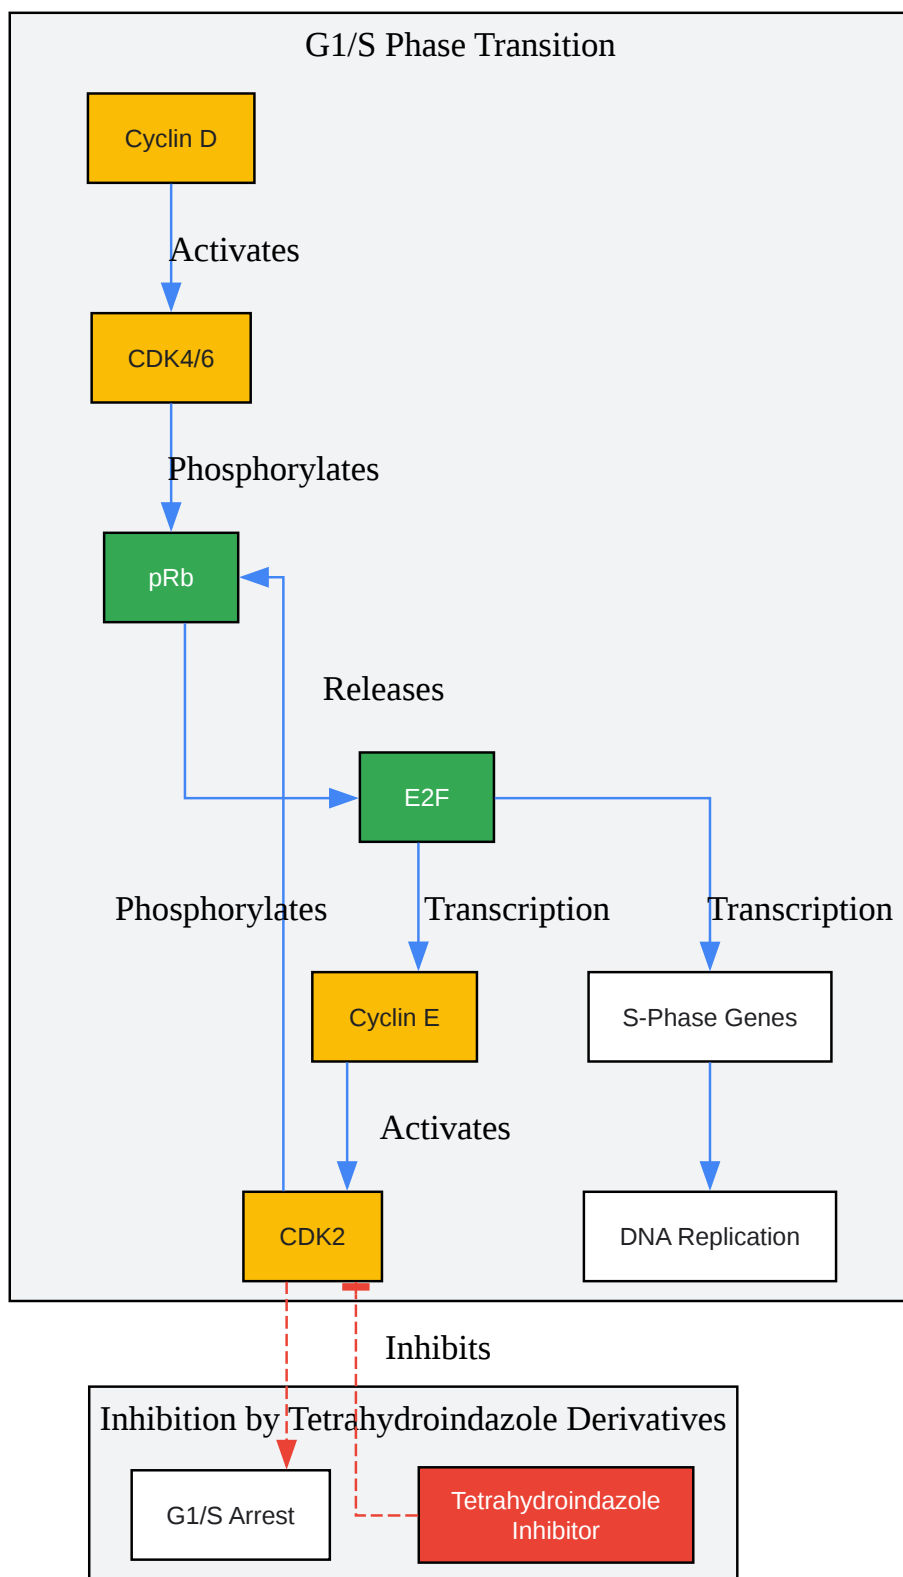 G1/S Phase Transition
Cyclin D
Activates
CDK4/6
Phosphorylates
pRb
Releases
E2F
Phosphorylates
Transcription
Transcription
Cyclin E
S-Phase Genes
Activates
CDK2
DNA Replication
Inhibits
Inhibition by Tetrahydroindazole Derivatives
G1/S Arrest
Tetrahydroindazole
Inhibitor